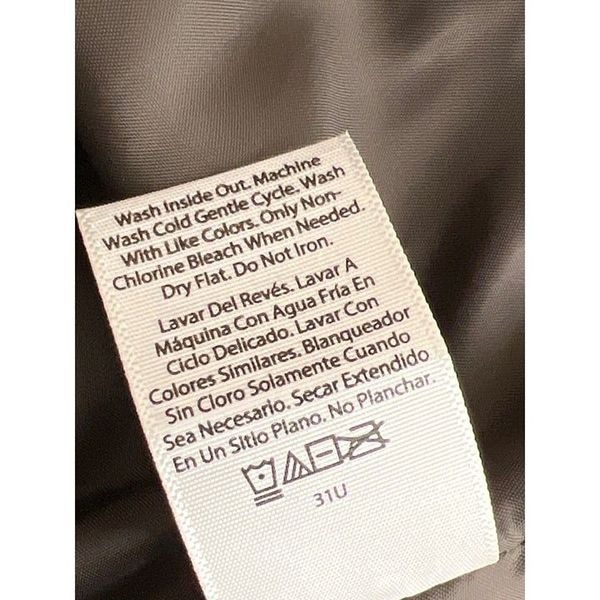 Wash Inside Out. Machine
Wash Cold Gentle Cycle. Wash
With Like Colors. Only Non-
Chlorine Bleach When Needed.
Dry Flat. Do Not Iron.
Lavar Del Revés. Lavar A
Máquina Con Agua Fría En
Ciclo Delicado. Lavar Con
Colores Similares. Blanqueador
Sin Cloro Solamente Cuando
Sea Necesario. Secar Extendido
En Un Sitio Plano. No Planchar.
31U